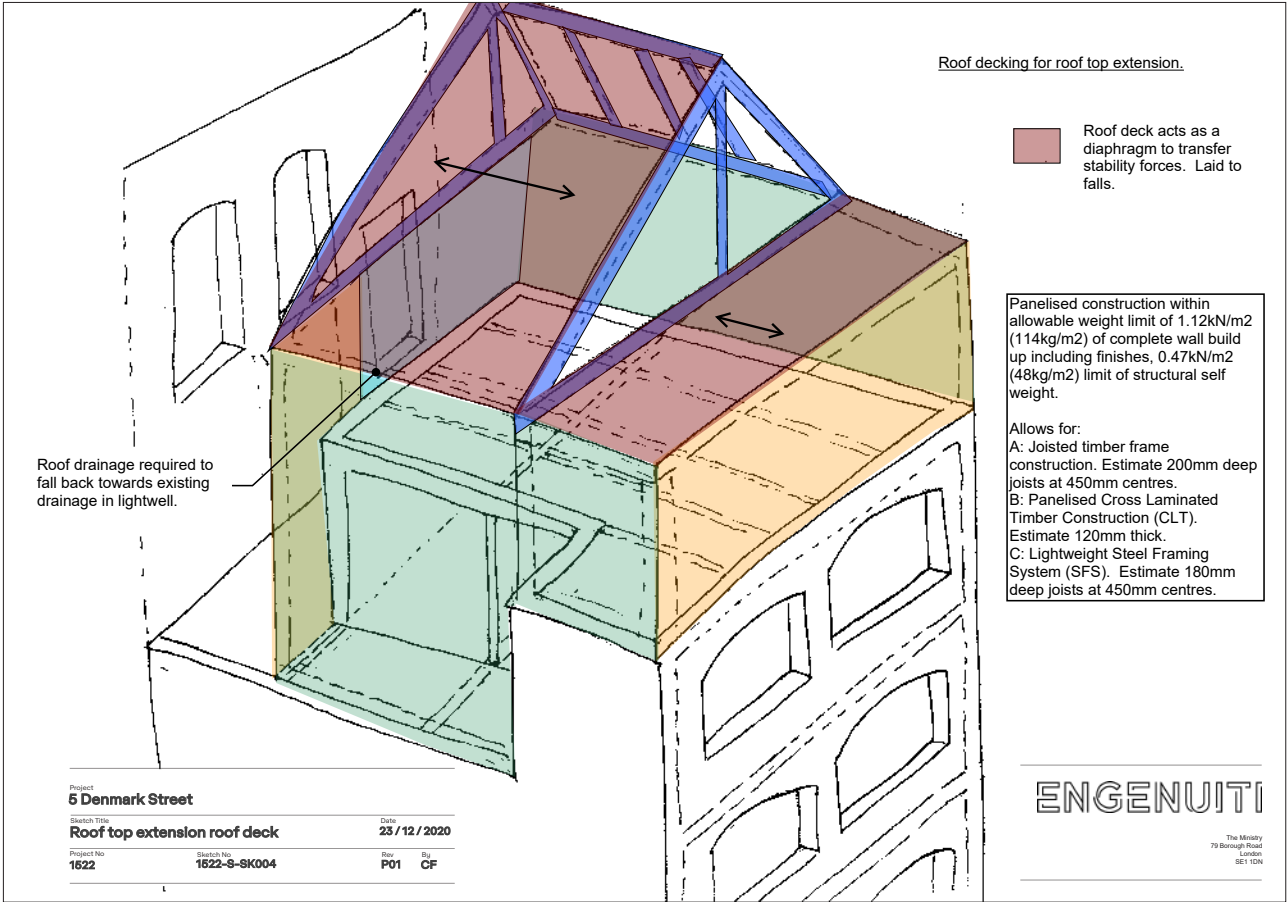 Roof decking for roof top extension.
Roof deck acts as a
diaphragm to transfer
stability forces.  Laid to
falls.
Panelised construction within
allowable weight limit of 1.12kN/m2
(114kg/m2) of complete wall build
up including finishes, 0.47kN/m2
(48kg/m2) limit of structural self
weight.
Allows for:
A: Joisted timber frame
construction. Estimate 200mm deep
joists at 450mm centres.
B: Panelised Cross Laminated
Timber Construction (CLT).
Estimate 120mm thick.
C: Lightweight Steel Framing
System (SFS).  Estimate 180mm
deep joists at 450mm centres.
Roof drainage required to
fall back towards existing
drainage in lightwell.
Project
5 Denmark Street
Sketch Title Date
Roof top extension roof deck 23 / 12 / 2020
Project No Sketch No Rev By
1522 1522-S-SK004 P01 CF
ENGENUITI
The Ministry
79 Borough Road
London
SE1 1DN